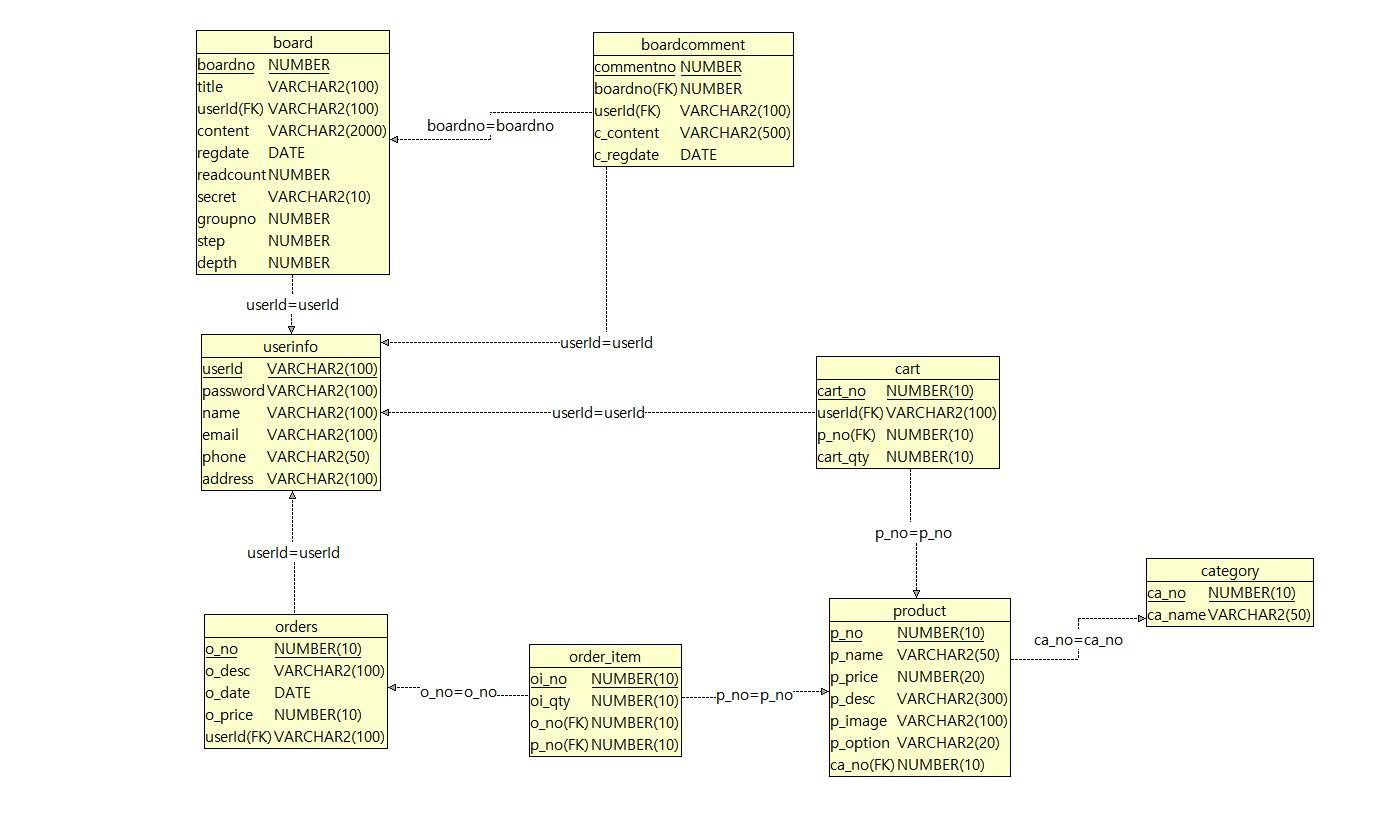 board
boardno NUMBER
title VARCHAR2(100)
userId(FK) VARCHAR2(100)
content VARCHAR2(2000)
regdate DATE
readcount NUMBER
secret VARCHAR2(10)
groupno NUMBER
step NUMBER
depth NUMBER
boardcomment
commentno NUMBER
boardno(FK) NUMBER
userId(FK) VARCHAR2(100)
c_content VARCHAR2(500)
c_regdate DATE
boardno=boardno
userId=userId
userId=userId
userinfo
userId VARCHAR2(100)
password VARCHAR2(100)
name VARCHAR2(100)
email VARCHAR2(100)
phone VARCHAR2(50)
address VARCHAR2(100)
userId=userId
cart
cart_no NUMBER(10)
userId(FK) VARCHAR2(100)
p_no(FK) NUMBER(10)
cart_qty NUMBER(10)
p_no=p_no
userId=userId
orders
o_no NUMBER(10)
o_desc VARCHAR2(100)
o_date DATE
o_price NUMBER(10)
userId(FK) VARCHAR2(100)
o_no=o_no
order_item
oi_no NUMBER(10)
oi_qty NUMBER(10)
o_no(FK) NUMBER(10)
p_no(FK) NUMBER(10)
p_no=p_no
product
p_no NUMBER(10)
p_name VARCHAR2(50)
p_price NUMBER(20)
p_desc VARCHAR2(300)
p_image VARCHAR2(100)
p_option VARCHAR2(20)
ca_no(FK) NUMBER(10)
ca_no=ca_no
category
ca_no NUMBER(10)
ca_name VARCHAR2(50)